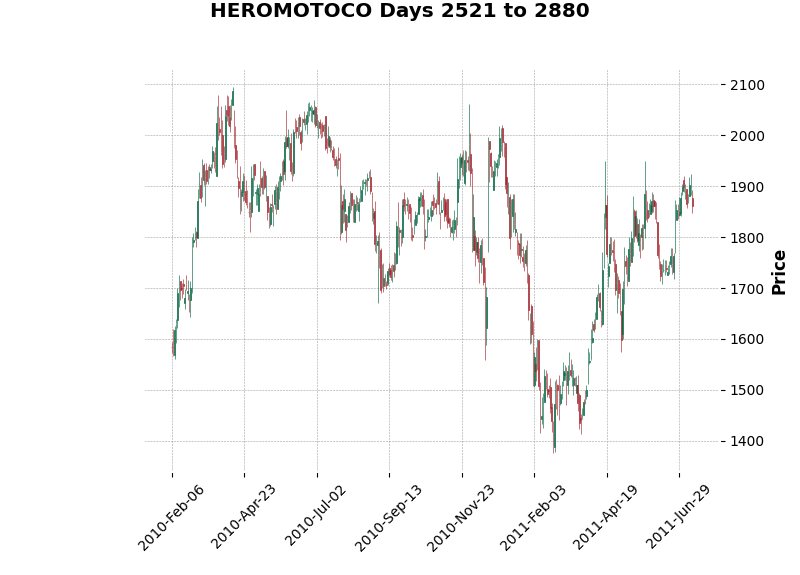 HEROMOTOCO Days 2521 to 2880
2100
2000
1900
1800
1700
1600
1500
1400
Price
2010-Feb-06
2010-Apr-23
2010-Jul-02
2010-Sep-13
2010-Nov-23
2011-Feb-03
2011-Apr-19
2011-Jun-29